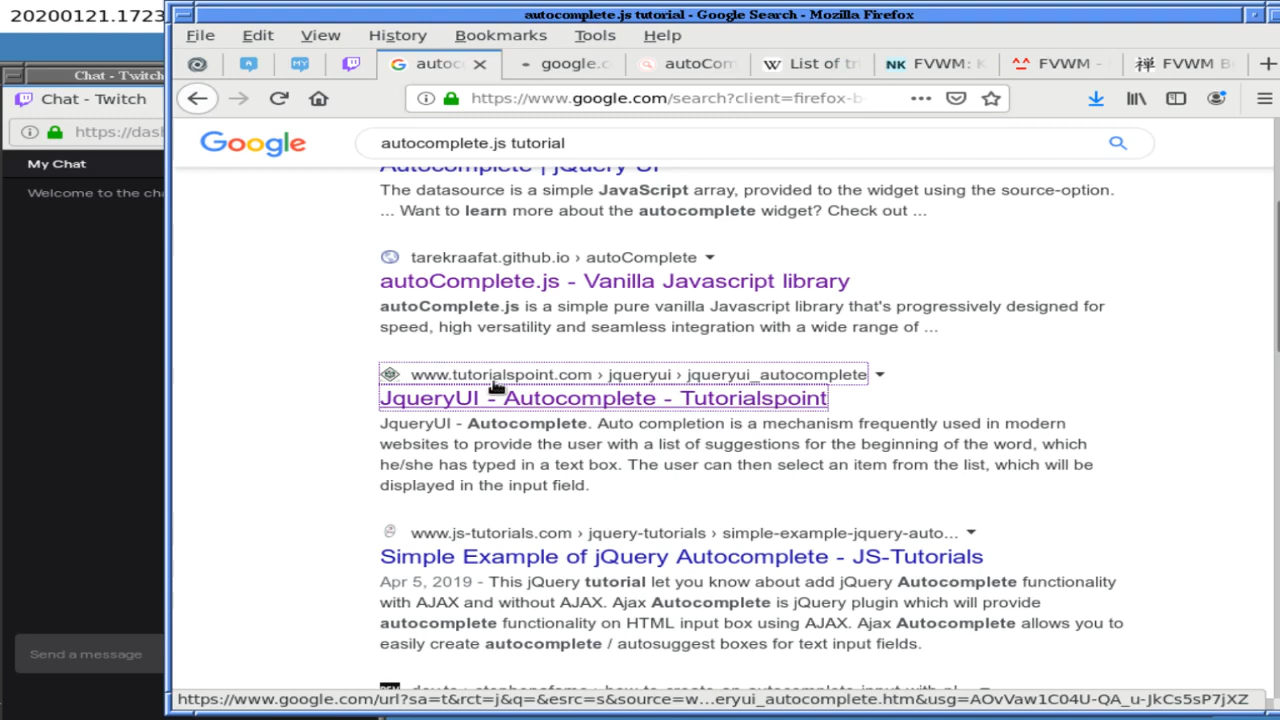 20200121.1723
autocomplete.js tutorial - Google Search - Mozilla Firefox
File Edit View History Bookmarks Tools Help
Chat - Twitch
autoc google.c autoCom List of tr NK FVWM: K FVWM - 禅 FVWM B
Chat - Twitch
https://www.google.com/search?client=firefox-b
https://das
Google
autocomplete.js tutorial
My Chat
Welcome to the cha
Autocomplete | jQuery UI
The datasource is a simple JavaScript array, provided to the widget using the source-option.
... Want to learn more about the autocomplete widget? Check out ...
tarekraafat.github.io › autoComplete
autoComplete.js - Vanilla Javascript library
autoComplete.js is a simple pure vanilla Javascript library that's progressively designed for
speed, high versatility and seamless integration with a wide range of ...
www.tutorialspoint.com › jqueryui › jqueryui_autocomplete
JqueryUI - Autocomplete - Tutorialspoint
JqueryUI - Autocomplete. Auto completion is a mechanism frequently used in modern
websites to provide the user with a list of suggestions for the beginning of the word, which
he/she has typed in a text box. The user can then select an item from the list, which will be
displayed in the input field.
www.js-tutorials.com › jquery-tutorials › simple-example-jquery-auto...
Simple Example of jQuery Autocomplete - JS-Tutorials
Apr 5, 2019 - This jQuery tutorial let you know about add jQuery Autocomplete functionality
with AJAX and without AJAX. Ajax Autocomplete is jQuery plugin which will provide
autocomplete functionality on HTML input box using AJAX. Ajax Autocomplete allows you to
easily create autocomplete / autosuggest boxes for text input fields.
Send a message
https://www.google.com/url?sa=t&rct=j&q=&esrc=s&source=w...eryui_autocomplete.htm&usg=AOvVaw1C04U-QA_u-JkCs5sP7jXZ